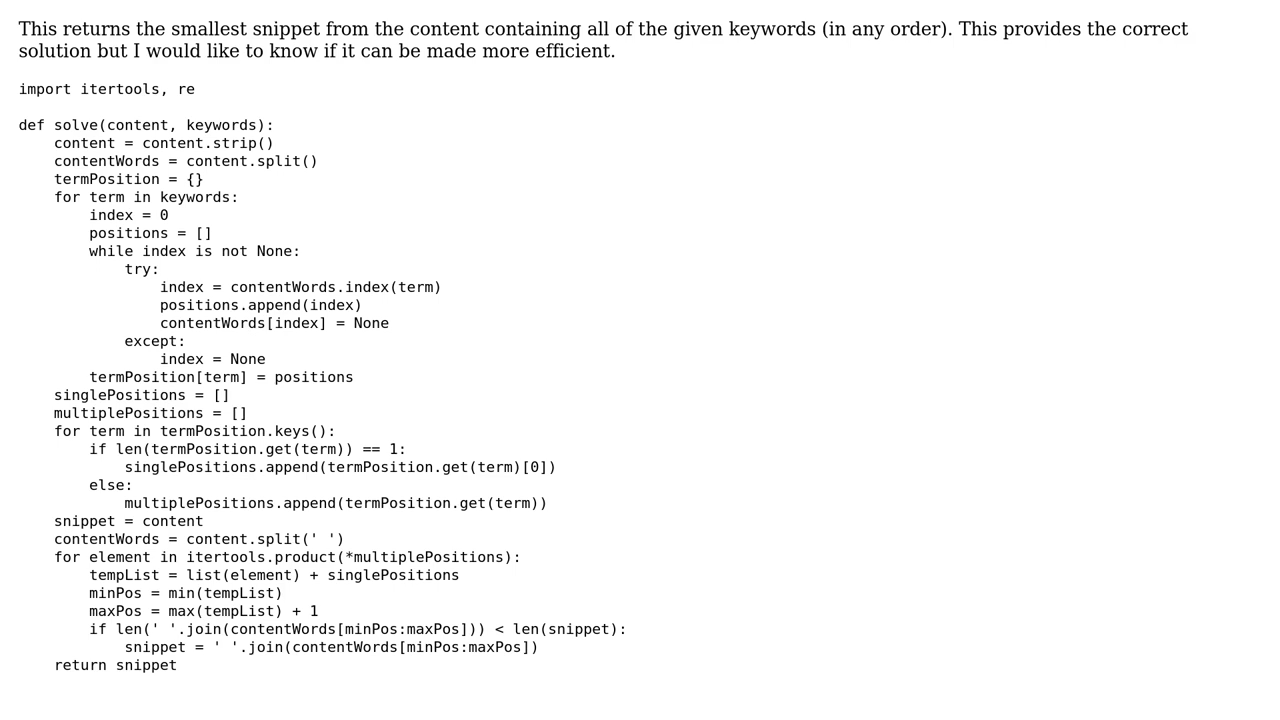 This returns the smallest snippet from the content containing all of the given keywords (in any order). This provides the correct
solution but I would like to know if it can be made more efficient.
import itertools, re
def solve(content, keywords):
    content = content.strip()
    contentWords = content.split()
    termPosition = {}
    for term in keywords:
        index = 0
        positions = []
        while index is not None:
            try:
                index = contentWords.index(term)
                positions.append(index)
                contentWords[index] = None
            except:
                index = None
        termPosition[term] = positions
    singlePositions = []
    multiplePositions = []
    for term in termPosition.keys():
        if len(termPosition.get(term)) == 1:
            singlePositions.append(termPosition.get(term)[0])
        else:
            multiplePositions.append(termPosition.get(term))
    snippet = content
    contentWords = content.split(' ')
    for element in itertools.product(*multiplePositions):
        tempList = list(element) + singlePositions
        minPos = min(tempList)
        maxPos = max(tempList) + 1
        if len(' '.join(contentWords[minPos:maxPos])) < len(snippet):
            snippet = ' '.join(contentWords[minPos:maxPos])
    return snippet